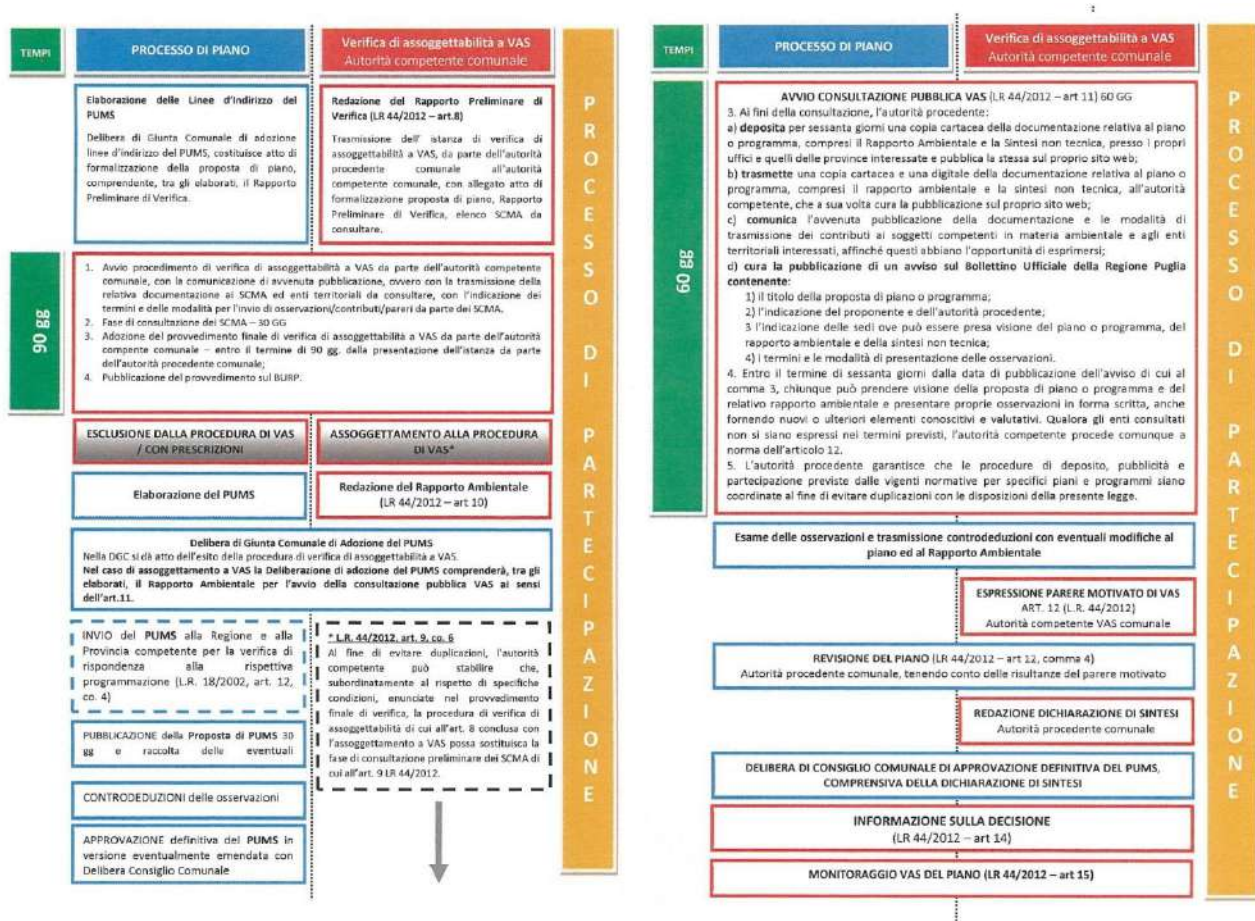 TEMPI
PROCESSO DI PIANO
Verifica di assoggettabilità a VAS
Autorità competente comunale
Elaborazione delle Linee d'Indirizzo del
PUMS
Delibera di Giunta Comunale di adozione
linee d'indirizzo del PUMS, costituisce atto di
formalizzazione della proposta di piano,
comprendente, tra gli elaborati, il Rapporto
Preliminare di Verifica.
Redazione del Rapporto Preliminare di
Verifica (LR 44/2012 – art.8)
Trasmissione dell' istanza di verifica di
assoggettabilità a VAS, da parte dell'autorità
procedente comunale all'autorità
competente comunale, con allegato atto di
formalizzazione proposta di piano, Rapporto
Preliminare di Verifica, elenco SCMA da
consultare.
90 gg
1. Avvio procedimento di verifica di assoggettabilità a VAS da parte dell'autorità competente
comunale, con la comunicazione di avvenuta pubblicazione, ovvero con la trasmissione della
relativa documentazione ai SCMA ed enti territoriali da consultare, con l'indicazione dei
termini e delle modalità per l'invio di osservazioni/contributi/pareri da parte dei SCMA.
2. Fase di consultazione dei SCMA – 30 GG
3. Adozione del provvedimento finale di verifica di assoggettabilità a VAS da parte dell'autorità
compente comunale – entro il termine di 90 gg. dalla presentazione dell'istanza da parte
dell'autorità procedente comunale;
4. Pubblicazione del provvedimento sul BURP.
ESCLUSIONE DALLA PROCEDURA DI VAS
/ CON PRESCRIZIONI
ASSOGGETTAMENTO ALLA PROCEDURA
DI VAS*
Elaborazione del PUMS
Redazione del Rapporto Ambientale
(LR 44/2012 – art 10)
Delibera di Giunta Comunale di Adozione del PUMS
Nella DGC si dà atto dell'esito della procedura di verifica di assoggettabilità a VAS.
Nel caso di assoggettamento a VAS la Deliberazione di adozione del PUMS comprenderà, tra gli
elaborati, il Rapporto Ambientale per l'avvio della consultazione pubblica VAS ai sensi
dell'art.11.
INVIO del PUMS alla Regione e alla
Provincia competente per la verifica di
rispondenza alla rispettiva
programmazione (L.R. 18/2002, art. 12,
co. 4)
* L.R. 44/2012, art. 9, co. 6
Al fine di evitare duplicazioni, l'autorità
competente può stabilire che,
subordinatamente al rispetto di specifiche
condizioni, enunciate nel provvedimento
finale di verifica, la procedura di verifica di
assoggettabilità di cui all'art. 8 conclusa con
l'assoggettamento a VAS possa sostituisca la
fase di consultazione preliminare dei SCMA di
cui all'art. 9 LR 44/2012.
PUBBLICAZIONE della Proposta di PUMS 30
gg e raccolta delle eventuali
CONTRODEDUZIONI delle osservazioni
APPROVAZIONE definitiva del PUMS in
versione eventualmente emendata con
Delibera Consiglio Comunale
PROCESSO DI PARTECIPAZIONE
TEMPI
PROCESSO DI PIANO
Verifica di assoggettabilità a VAS
Autorità competente comunale
60 gg
AVVIO CONSULTAZIONE PUBBLICA VAS (LR 44/2012 – art 11) 60 GG
3. Ai fini della consultazione, l'autorità procedente:
a) deposita per sessanta giorni una copia cartacea della documentazione relativa al piano
o programma, compresi il Rapporto Ambientale e la Sintesi non tecnica, presso i propri
uffici e quelli delle province interessate e pubblica la stessa sul proprio sito web;
b) trasmette una copia cartacea e una digitale della documentazione relativa al piano o
programma, compresi il rapporto ambientale e la sintesi non tecnica, all'autorità
competente, che a sua volta cura la pubblicazione sul proprio sito web;
c) comunica l'avvenuta pubblicazione della documentazione e le modalità di
trasmissione dei contributi ai soggetti competenti in materia ambientale e agli enti
territoriali interessati, affinché questi abbiano l'opportunità di esprimersi;
d) cura la pubblicazione di un avviso sul Bollettino Ufficiale della Regione Puglia
contenente:
1) il titolo della proposta di piano o programma;
2) l'indicazione del proponente e dell'autorità procedente;
3 l'indicazione delle sedi ove può essere presa visione del piano o programma, del
rapporto ambientale e della sintesi non tecnica;
4) i termini e le modalità di presentazione delle osservazioni.
4. Entro il termine di sessanta giorni dalla data di pubblicazione dell'avviso di cui al
comma 3, chiunque può prendere visione della proposta di piano o programma e del
relativo rapporto ambientale e presentare proprie osservazioni in forma scritta, anche
fornendo nuovi o ulteriori elementi conoscitivi e valutativi. Qualora gli enti consultati
non si siano espressi nei termini previsti, l'autorità competente procede comunque a
norma dell'articolo 12.
5. L'autorità procedente garantisce che le procedure di deposito, pubblicità e
partecipazione previste dalle vigenti normative per specifici piani e programmi siano
coordinate al fine di evitare duplicazioni con le disposizioni della presente legge.
Esame delle osservazioni e trasmissione controdeduzioni con eventuali modifiche al
piano ed al Rapporto Ambientale
ESPRESSIONE PARERE MOTIVATO DI VAS
ART. 12 (L.R. 44/2012)
Autorità competente VAS comunale
REVISIONE DEL PIANO (LR 44/2012 – art 12, comma 4)
Autorità procedente comunale, tenendo conto delle risultanze del parere motivato
REDAZIONE DICHIARAZIONE DI SINTESI
Autorità procedente comunale
DELIBERA DI CONSIGLIO COMUNALE DI APPROVAZIONE DEFINITIVA DEL PUMS,
COMPRENSIVA DELLA DICHIARAZIONE DI SINTESI
INFORMAZIONE SULLA DECISIONE
(LR 44/2012 – art 14)
MONITORAGGIO VAS DEL PIANO (LR 44/2012 – art 15)
PROCESSO DI PARTECIPAZIONE